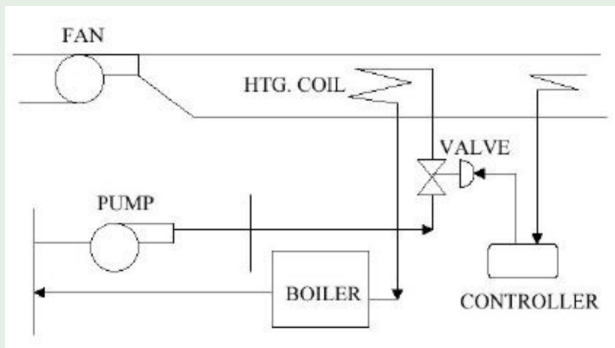 FAN
HTG. COIL
VALVE
PUMP
BOILER
CONTROLLER